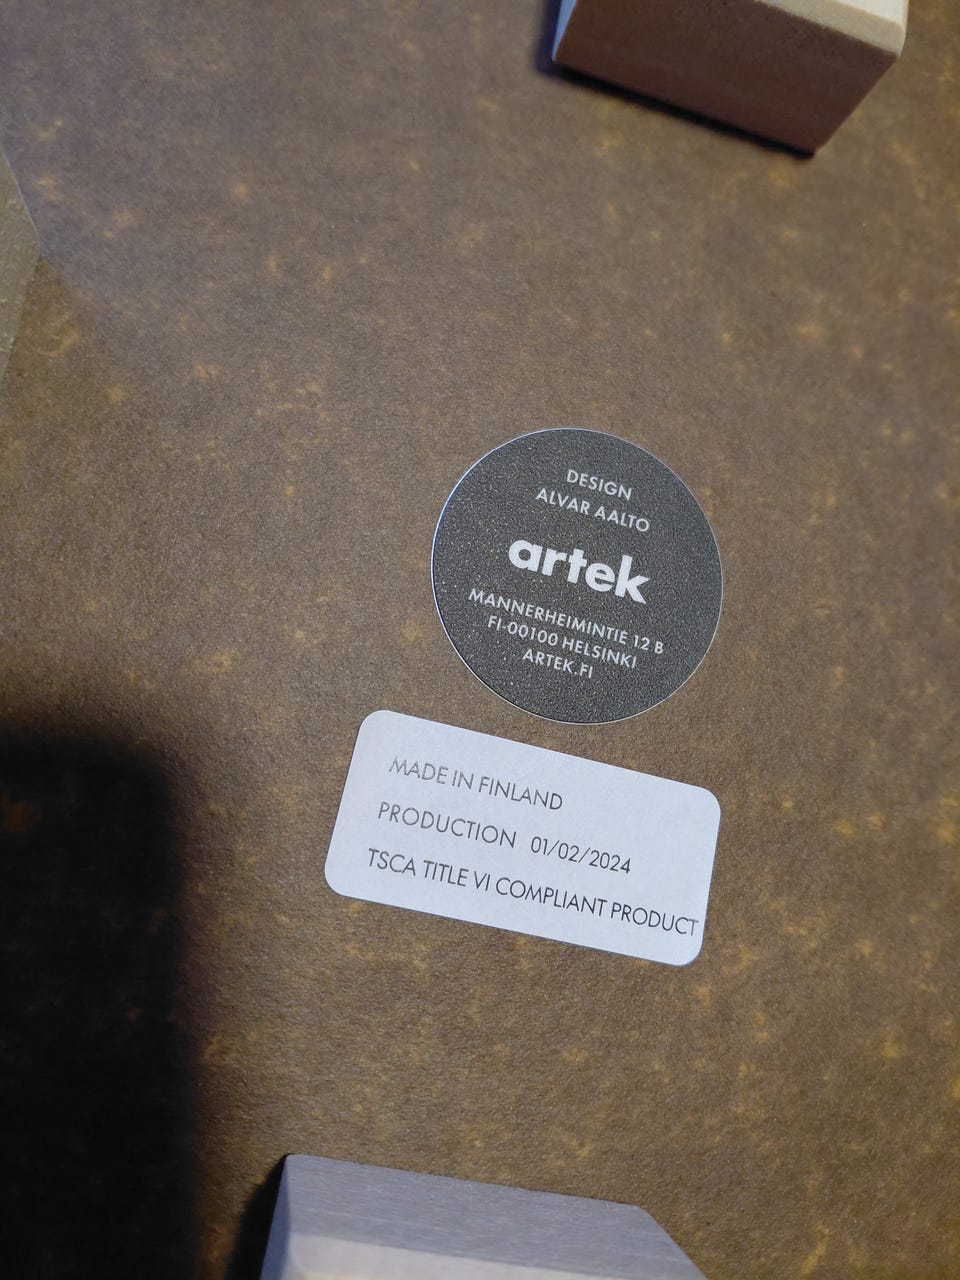 DESIGN
ALVAR AALTO
artek
MANNERHEIMINTIE 12 B
FI-00100 HELSINKI
ARTEK.FI
MADE IN FINLAND
PRODUCTION 01/02/2024
TSCA TITLE VI COMPLIANT PRODUCT